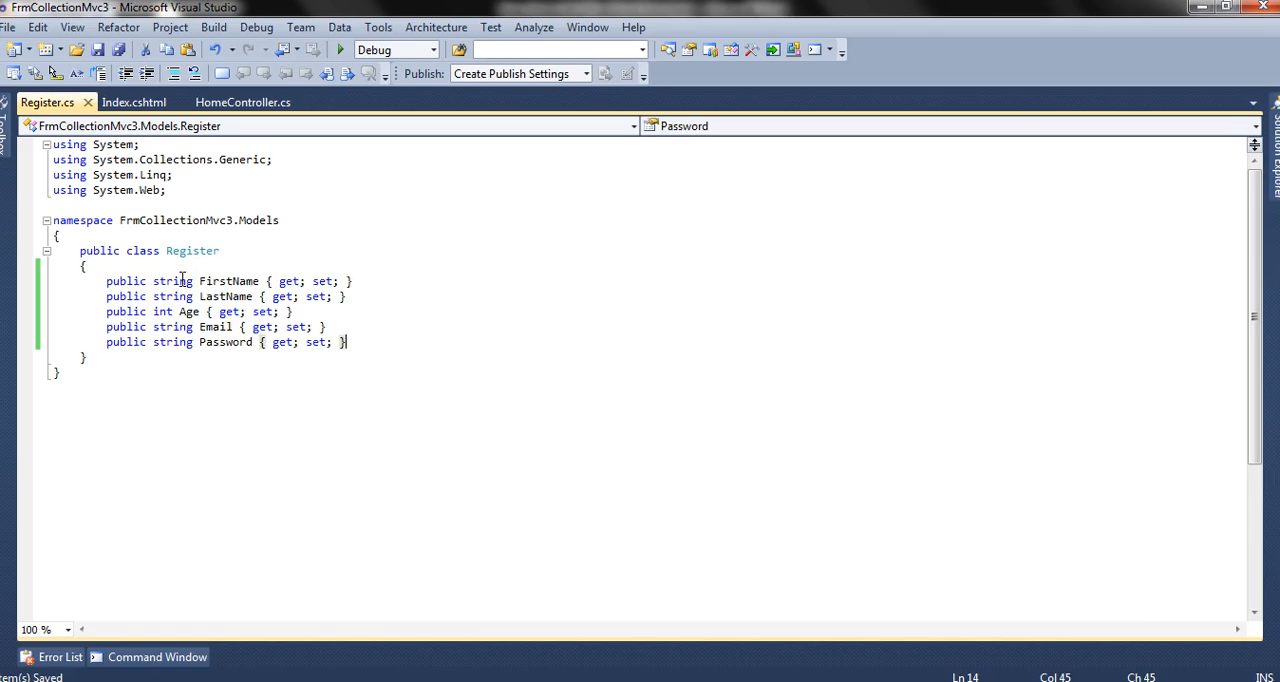 FrmCollectionMvc3 - Microsoft Visual Studio
File Edit View Refactor Project Build Debug Team Data Tools Architecture Test Analyze Window Help
Debug
Publish: Create Publish Settings
Register.cs Index.cshtml HomeController.cs
FrmCollectionMvc3.Models.Register Password
using System;
using System.Collections.Generic;
using System.Linq;
using System.Web;
namespace FrmCollectionMvc3.Models
{
public class Register
{
public string FirstName { get; set; }
public string LastName { get; set; }
public int Age { get; set; }
public string Email { get; set; }
public string Password { get; set; }
}
}
Toolbox
Solution Explorer
100 %
Error List Command Window
tem(s) Saved Ln 14 Col 45 Ch 45 INS